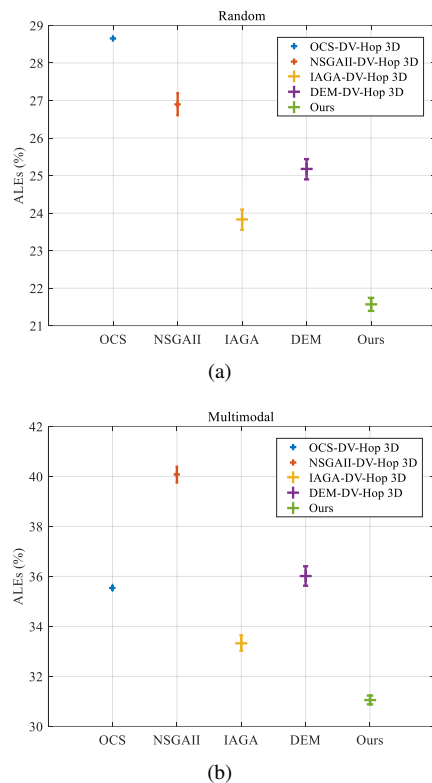 Random
29
28
27
26
25
24
23
22
21
ALEs (%)
OCS-DV-Hop 3D
NSGAII-DV-Hop 3D
IAGA-DV-Hop 3D
DEM-DV-Hop 3D
Ours
OCS NSGAII IAGA DEM Ours
(a)
Multimodal
42
40
38
36
34
32
30
ALEs (%)
OCS-DV-Hop 3D
NSGAII-DV-Hop 3D
IAGA-DV-Hop 3D
DEM-DV-Hop 3D
Ours
OCS NSGAII IAGA DEM Ours
(b)